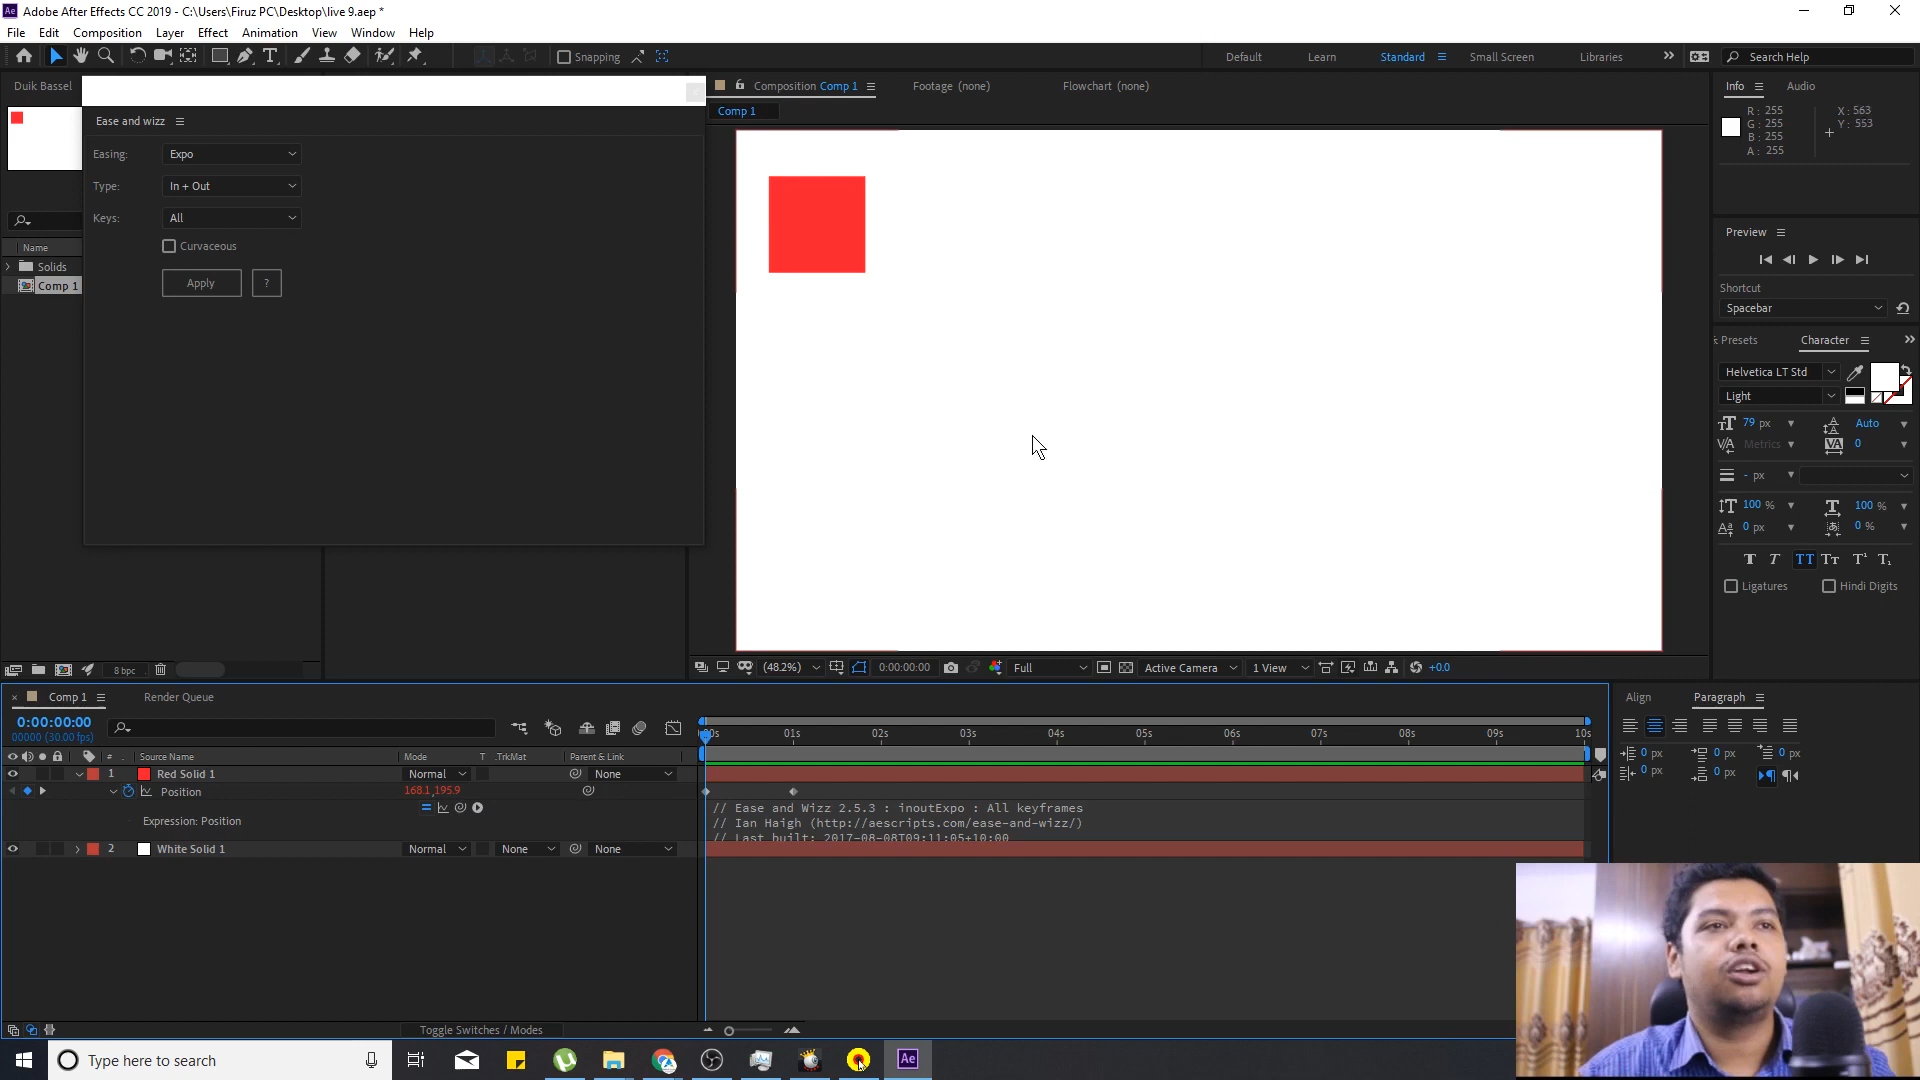 Adobe After Effects CC 2019 - C:\Users\Firuz PC\Desktop\live 9.aep *
File Edit Composition Layer Effect Animation View Window Help
Snapping
Default Learn Standard Small Screen Libraries
Search Help
Duik Bassel
Ease and wizz
Easing: Expo
Type: In + Out
Keys: All
Curvaceous
Apply ?
Name
Solids
Comp 1
8 bpc
Composition Comp 1 Footage (none) Flowchart (none)
Comp 1
(48.2%) 0:00:00:00 Full Active Camera 1 View +0.0
Info Audio
R: 255 X: 563
G: 255 Y: 553
B: 255
A: 255
Preview
Shortcut
Spacebar
Presets Character
Helvetica LT Std
Light
79 px Auto
Metrics 0
- px
100 % 100 %
0 px 0 %
Ligatures Hindi Digits
Comp 1 Render Queue
0:00:00:00
00000 (30.00 fps)
01s 02s 03s 04s 05s 06s 07s 08s 09s 10s
# Source Name Mode T .TrkMat Parent & Link
1 Red Solid 1 Normal None
Position 168.1,195.9
Expression: Position
// Ease and Wizz 2.5.3 : inoutExpo : All keyframes
// Ian Haigh (http://aescripts.com/ease-and-wizz/)
// Last built: 2017-08-08T09:11:05+10:00
2 White Solid 1 Normal None None
Toggle Switches / Modes
Align Paragraph
0 px 0 px 0 px
0 px 0 px
Type here to search
Ae